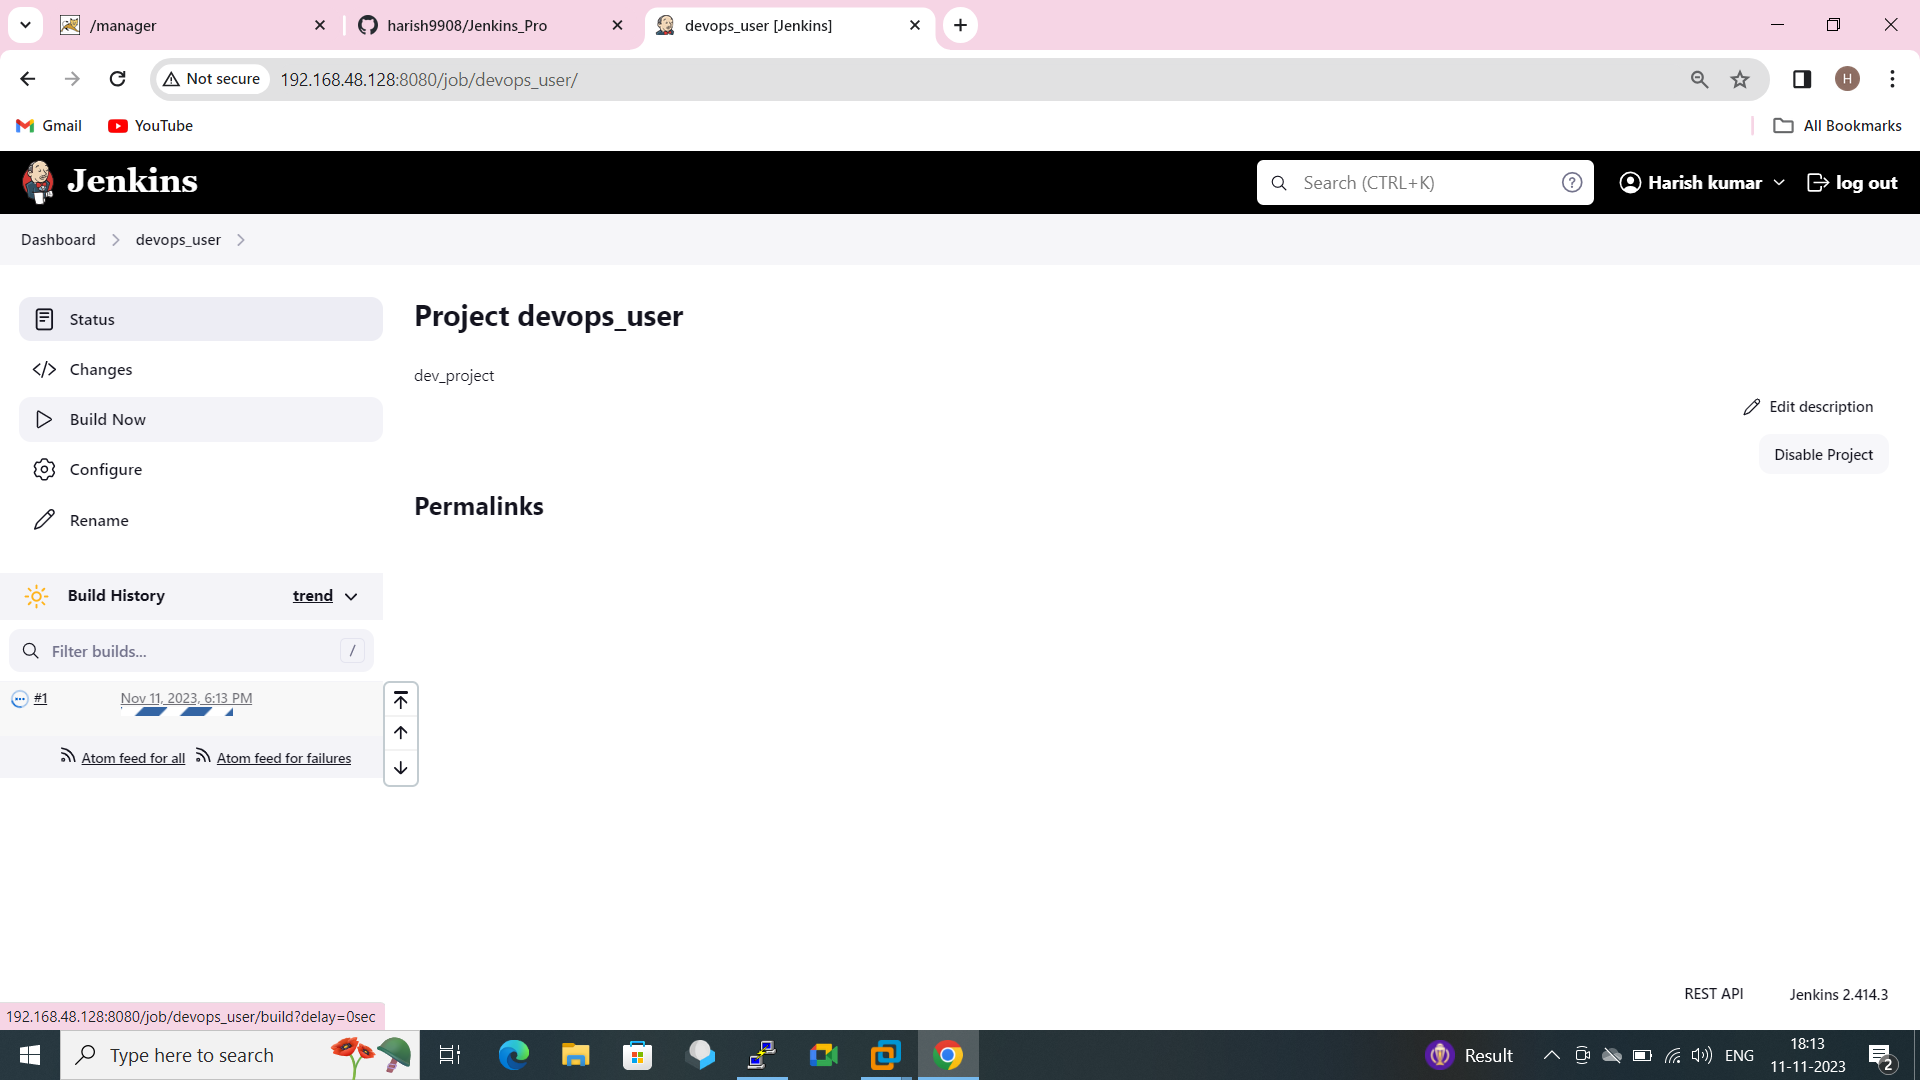 /manager
harish9908/Jenkins_Pro
devops_user [Jenkins]
Not secure
192.168.48.128:8080/job/devops_user/
H
Gmail
YouTube
All Bookmarks
Jenkins
Search (CTRL+K)
?
Harish kumar
log out
Dashboard
devops_user
Status
Changes
Build Now
Configure
Rename
Project devops_user
dev_project
Edit description
Disable Project
Permalinks
Build History
trend
Filter builds...
/
#1
Nov 11, 2023, 6:13 PM
Atom feed for all
Atom feed for failures
REST API
Jenkins 2.414.3
192.168.48.128:8080/job/devops_user/build?delay=0sec
Type here to search
Result
ENG
18:13
11-11-2023
2